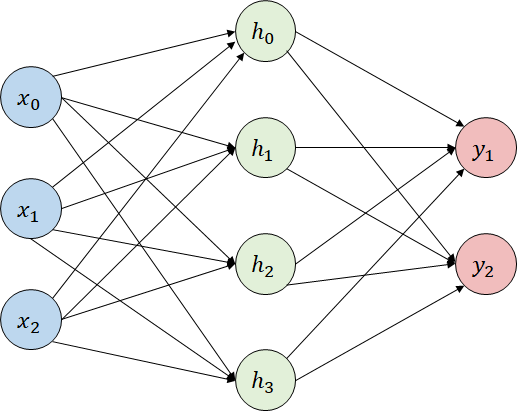 h₀
x₀
h₁
y₁
x₁
h₂
y₂
x₂
h₃